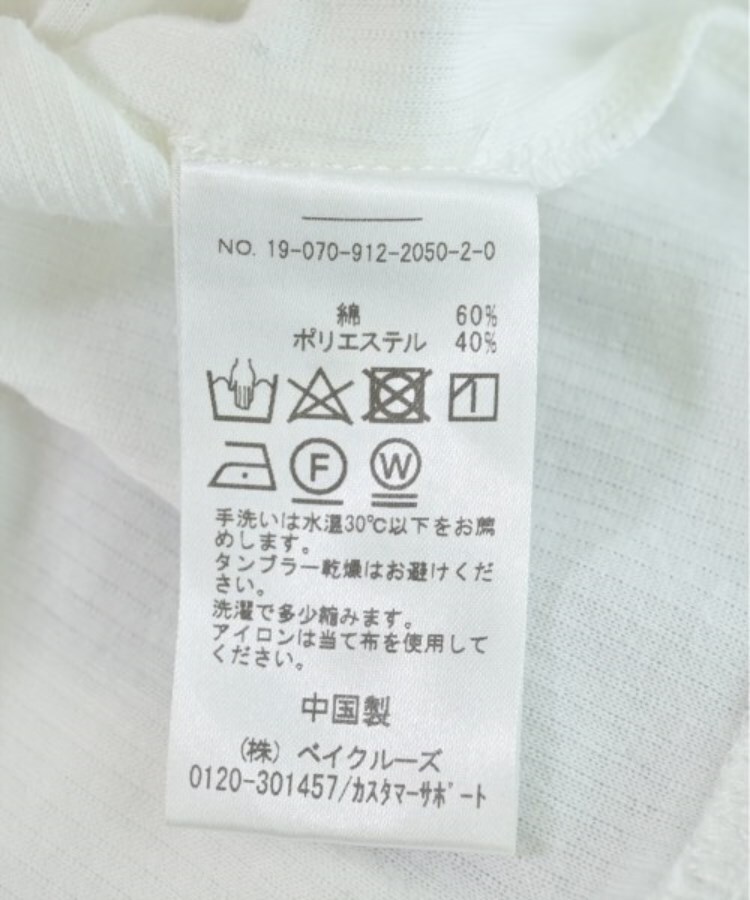 NO. 19-070-912-2050-2-0
綿 60%
ポリエステル 40%
F W
手洗いは水温30℃以下をお薦
めします。
タンブラー乾燥はお避けくだ
さい。
洗濯で多少縮みます。
アイロンは当て布を使用して
ください。
中国製
(株) ベイクルーズ
0120-301457/ｶｽﾀﾏｰｻﾎﾟｰﾄ